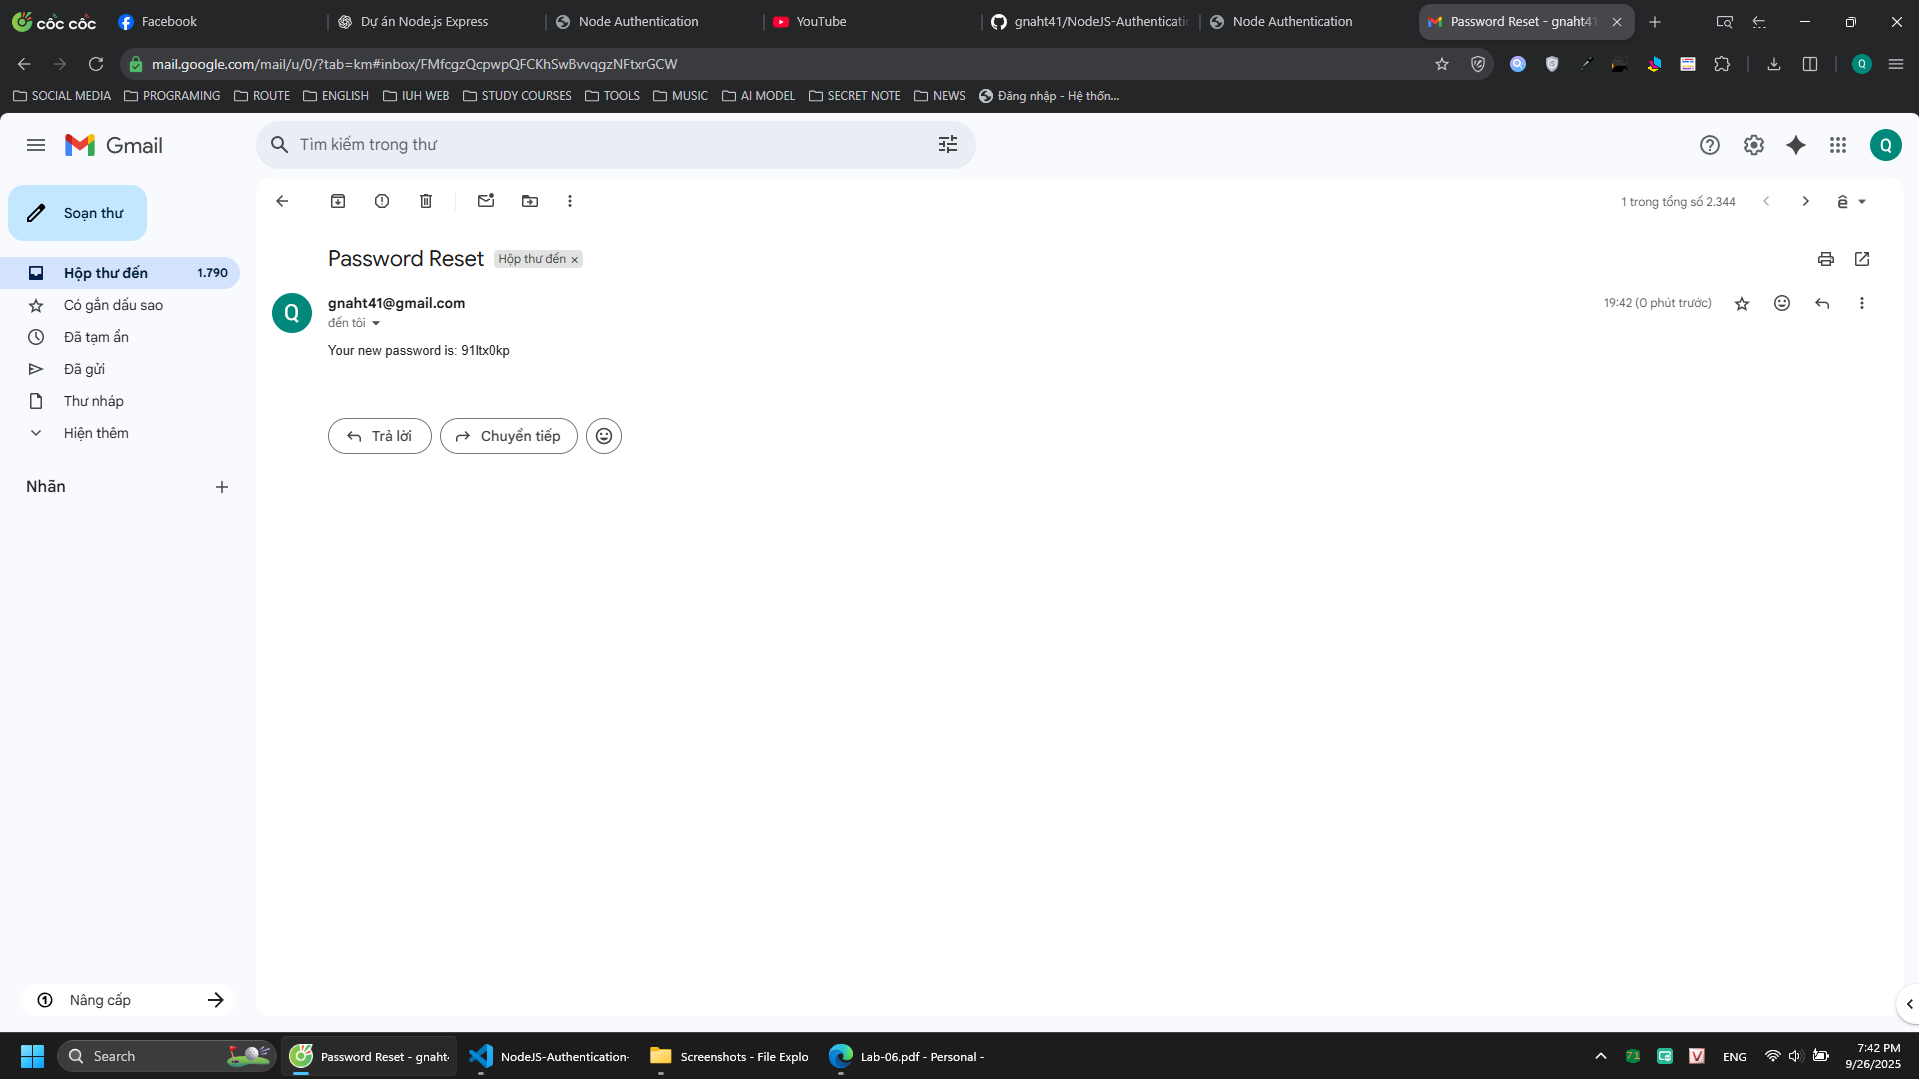 cốc cốc
Facebook
Dự án Node.js Express
Node Authentication
YouTube
gnaht41/NodeJS-Authenticatio
Node Authentication
Password Reset - gnaht41
mail.google.com/mail/u/0/?tab=km#inbox/FMfcgzQcpwpQFCKhSwBvvqgzNFtxrGCW
Q
SOCIAL MEDIA
PROGRAMING
ROUTE
ENGLISH
IUH WEB
STUDY COURSES
TOOLS
MUSIC
AI MODEL
SECRET NOTE
NEWS
Đăng nhập - Hệ thốn...
Gmail
Tìm kiếm trong thư
Q
Soạn thư
1 trong tổng số 2.344
ê
Password Reset
Hộp thư đến ×
Hộp thư đến 1.790
Có gắn dấu sao
Đã tạm ẩn
Đã gửi
Thư nháp
Hiện thêm
Nhãn
Q
gnaht41@gmail.com
19:42 (0 phút trước)
đến tôi
Your new password is: 91ltx0kp
Trả lời
Chuyển tiếp
Nâng cấp
Search
Password Reset - gnaht4
NodeJS-Authentication-
Screenshots - File Explo
Lab-06.pdf - Personal -
71
V
ENG
7:42 PM
9/26/2025